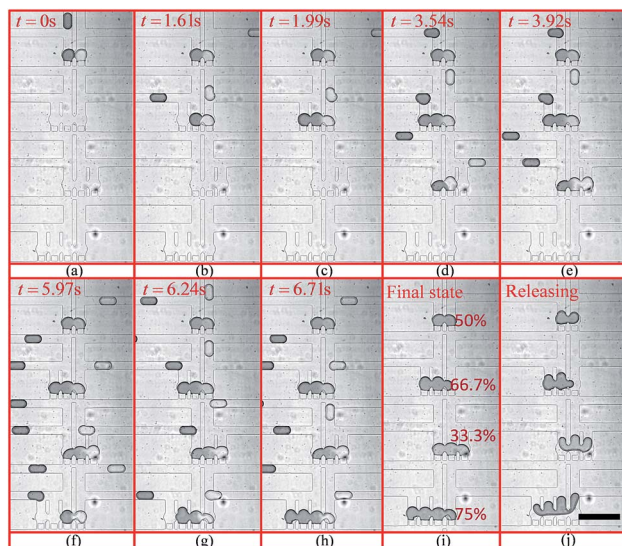 t = 0s
t = 1.61s
t = 1.99s
t = 3.54s
t = 3.92s
(a)
(b)
(c)
(d)
(e)
t = 5.97s
t = 6.24s
t = 6.71s
Final state
Releasing
50%
66.7%
33.3%
75%
(f)
(g)
(h)
(i)
(j)